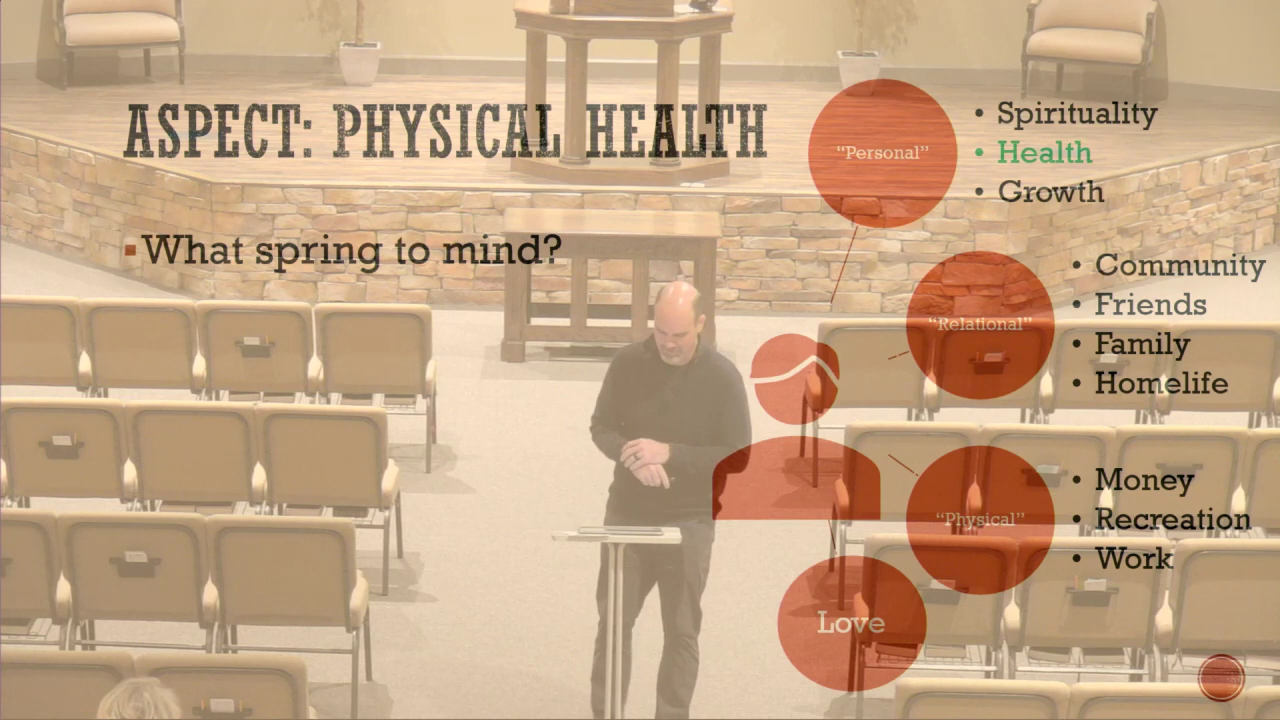 ASPECT: PHYSICAL HEALTH
▪What spring to mind?
“Personal”
• Spirituality
• Health
• Growth
“Relational”
• Community
• Friends
• Family
• Homelife
“Physical”
• Money
• Recreation
• Work
Love